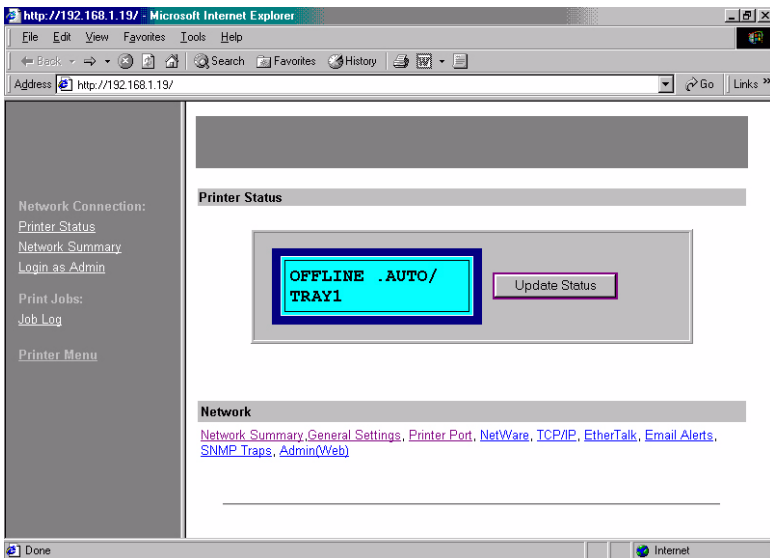 http://192.168.1.19/ - Microsoft Internet Explorer
File Edit View Favorites Tools Help
Back Search Favorites History
Address http://192.168.1.19/ Go Links »
Network Connection:
Printer Status
Network Summary
Login as Admin
Print Jobs:
Job Log
Printer Menu
Printer Status
OFFLINE .AUTO/
TRAY1
Update Status
Network
Network Summary,General Settings, Printer Port, NetWare, TCP/IP, EtherTalk, Email Alerts,
SNMP Traps, Admin(Web)
Done Internet